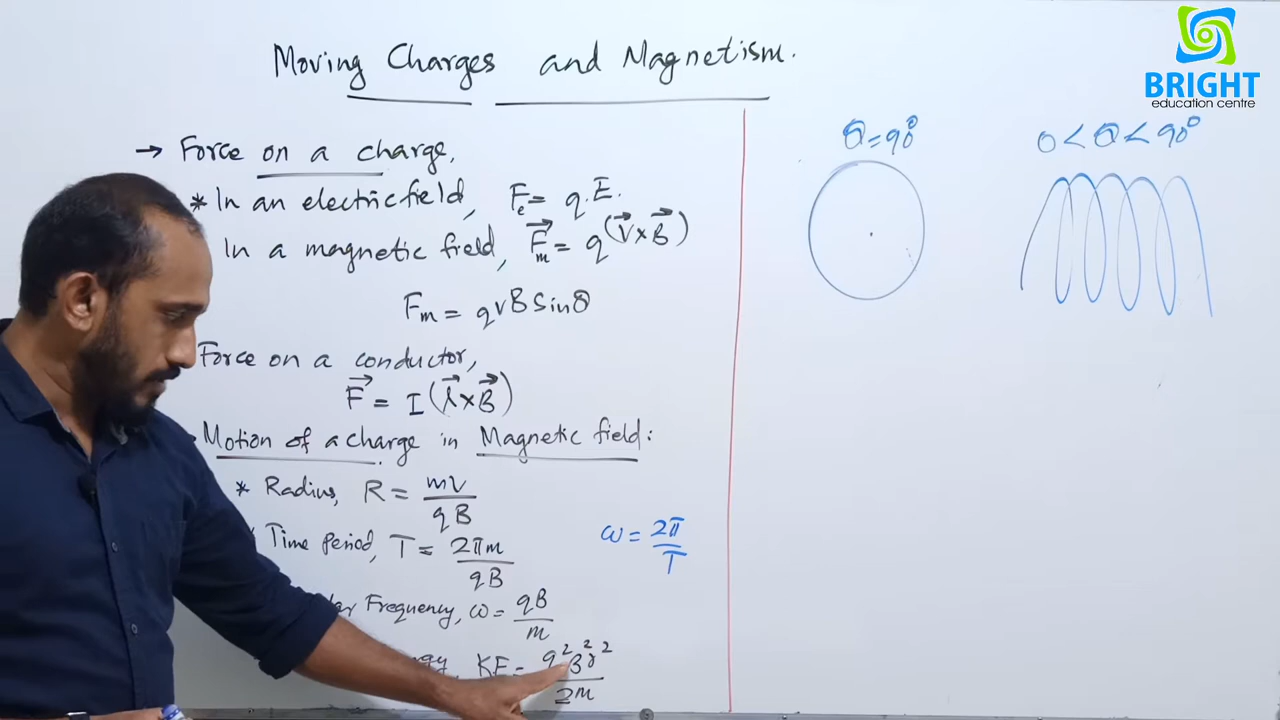 Moving Charges and Magnetism.
→ Force on a charge,
* In an electric field, Fe = q.E.
In a magnetic field, F⃗m = q(V⃗×B⃗)
Fm = qvB Sinθ
Force on a conductor,
F⃗ = I(l⃗×B⃗)
Motion of a charge in Magnetic field:
* Radius, R = mv/qB
* Time period, T = 2πm/qB
ω = 2π/T
Frequency, ω = qB/m
KE = q²B²r²/2m
θ=90°
0<θ<90°
BRIGHT
education centre